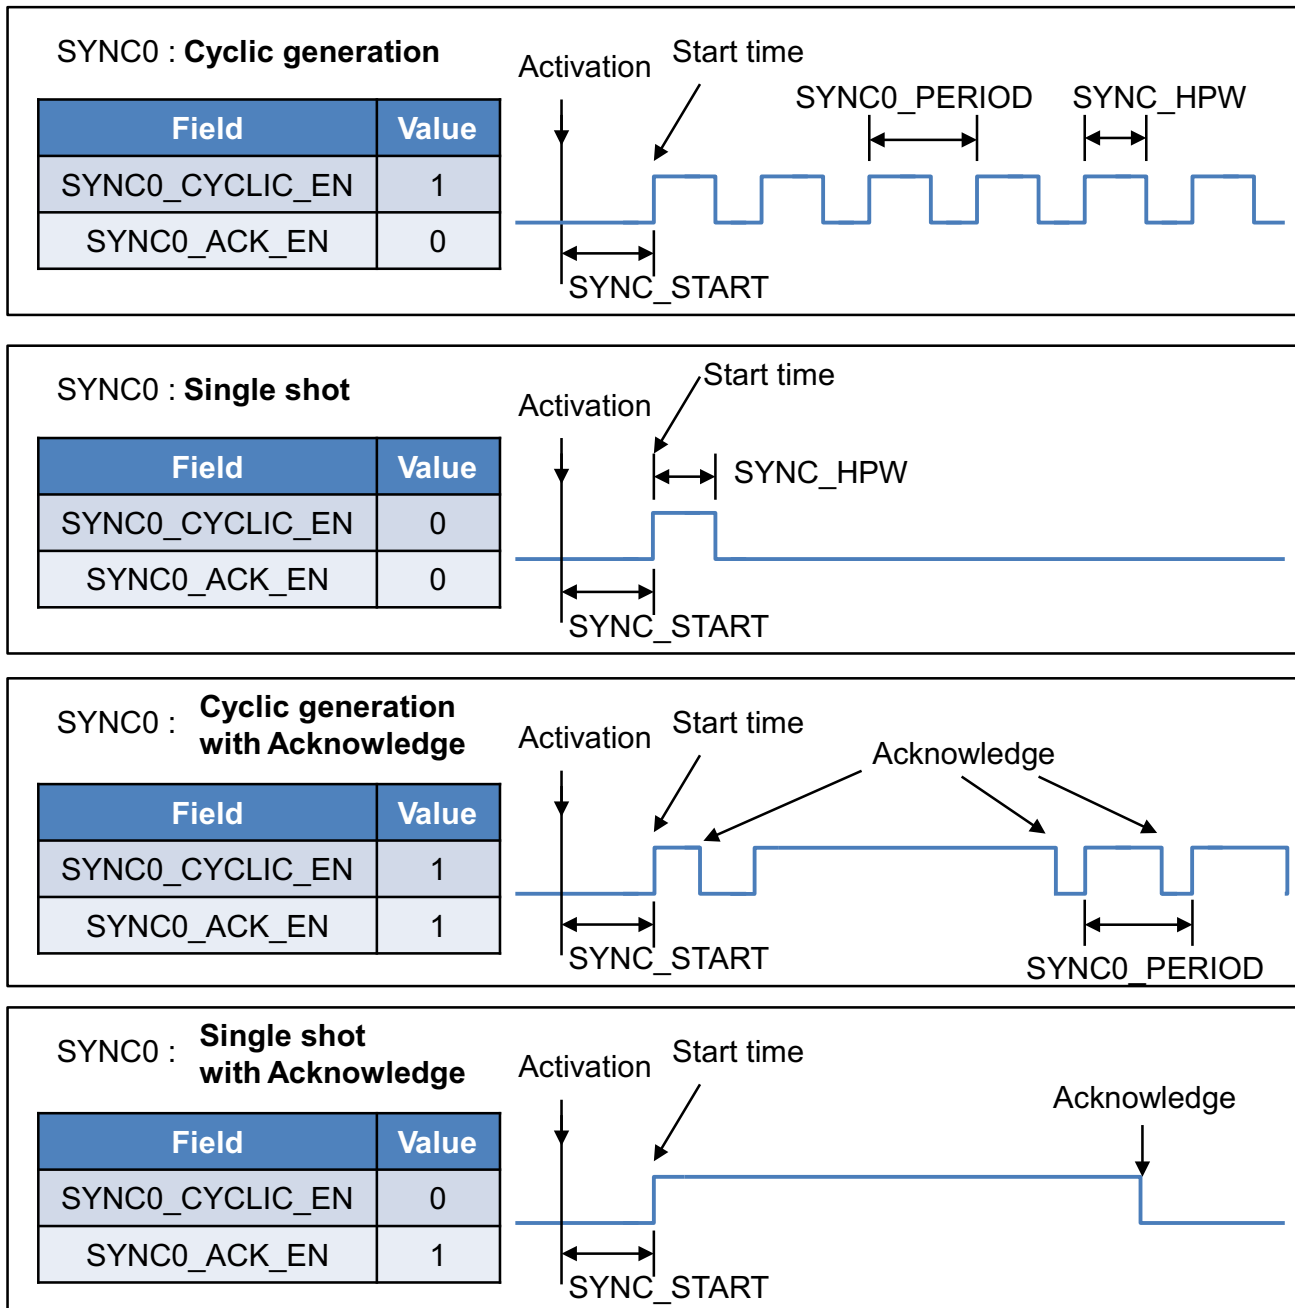 SYNC0 : Cyclic generation
Activation
Start time
SYNC0_PERIOD
SYNC_HPW
Field Value
SYNC0_CYCLIC_EN 1
SYNC0_ACK_EN 0
SYNC_START
SYNC0 : Single shot
Activation
Start time
SYNC_HPW
Field Value
SYNC0_CYCLIC_EN 0
SYNC0_ACK_EN 0
SYNC_START
SYNC0 : Cyclic generation
with Acknowledge
Activation
Start time
Acknowledge
Field Value
SYNC0_CYCLIC_EN 1
SYNC0_ACK_EN 1
SYNC_START
SYNC0_PERIOD
SYNC0 : Single shot
with Acknowledge
Activation
Start time
Acknowledge
Field Value
SYNC0_CYCLIC_EN 0
SYNC0_ACK_EN 1
SYNC_START